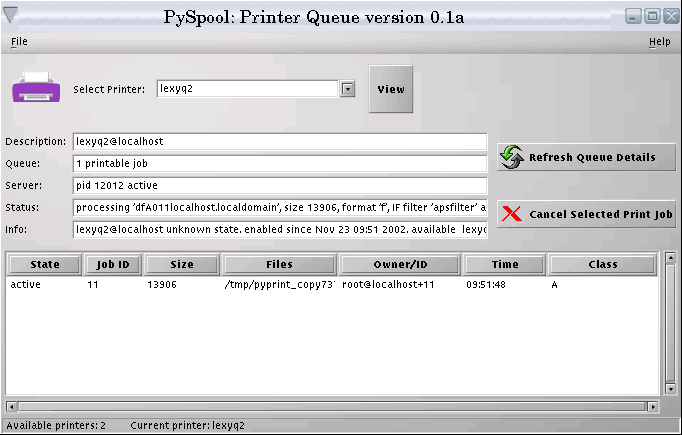 PySpool: Printer Queue version 0.1a
File Help
Select Printer: lexyq2 View
Description: lexyq2@localhost
Queue: 1 printable job
Refresh Queue Details
Server: pid 12012 active
Status: processing 'dfA011localhost.localdomain', size 13906, format 'f', IF filter 'apsfilter' a
Cancel Selected Print Job
Info: lexyq2@localhost unknown state. enabled since Nov 23 09:51 2002. available lexyq
State Job ID Size Files Owner/ID Time Class
active 11 13906 /tmp/pyprint_copy73 root@localhost+11 09:51:48 A
Available printers: 2 Current printer: lexyq2